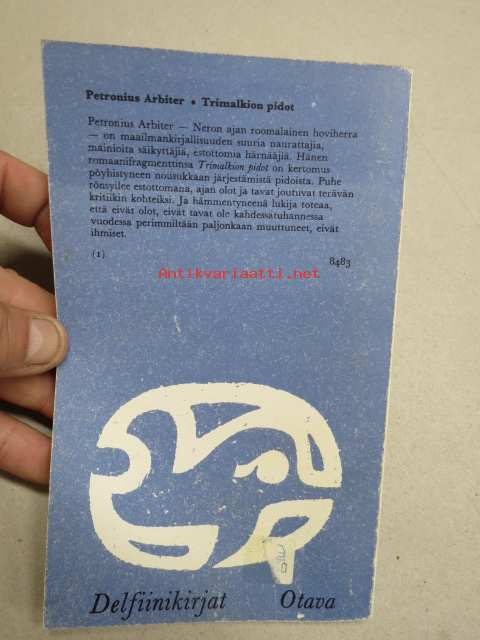 Petronius Arbiter • Trimalkion pidot
Petronius Arbiter — Neron ajan roomalainen hoviherra
— on maailmankirjallisuuden suuria naurattajia,
mainioita säikyttäjiä, estottomia härnääjiä. Hänen
romaanifragmenttinsa Trimalkion pidot on kertomus
pöyhistyneen nousukkaan järjestämistä pidoista. Puhe
rönsyilee estottomana, ajan olot ja tavat joutuvat terävän
kritiikin kohteiksi. Ja hämmentyneenä lukija toteaa,
että eivät olot, eivät tavat ole kahdessatuhannessa
vuodessa perimmiltään paljonkaan muuttuneet, eivät
ihmiset.
(1) 8483
Antikvariaatti.net
Delfiinikirjat Otava